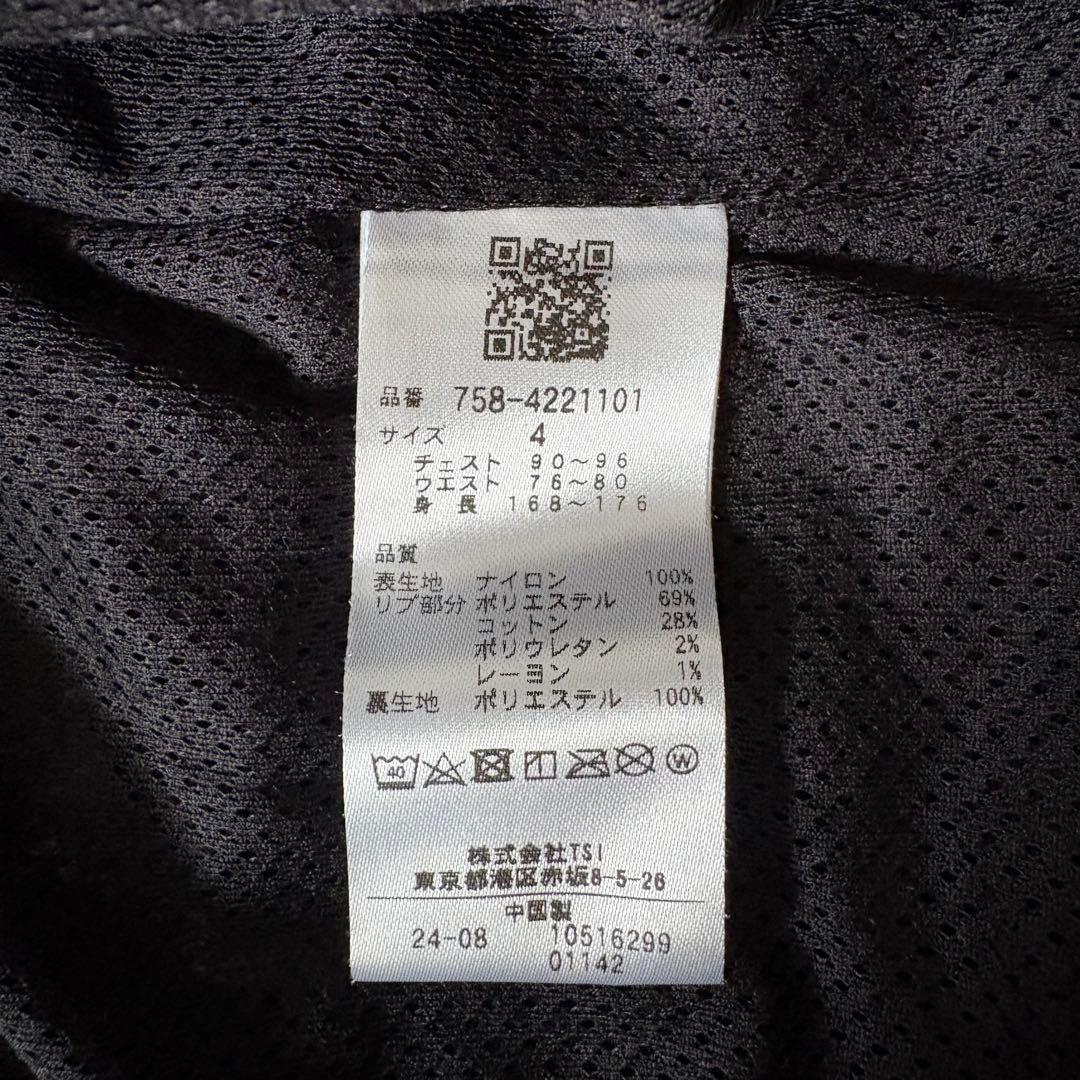 品番 758-4221101
サイズ 4
チェスト 90～96
ウエスト 76～80
身長 168～176
品質
表生地 ナイロン 100%
リブ部分 ポリエステル 69%
コットン 28%
ポリウレタン 2%
レーヨン 1%
裏生地 ポリエステル 100%
40 W
株式会社TSI
東京都港区赤坂8-5-26
中国製
24-08 10516299
01142